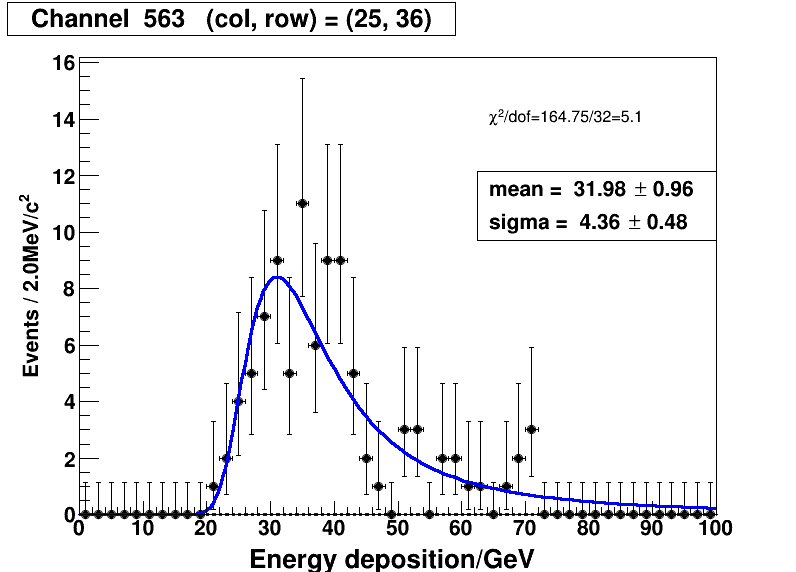 Channel 563 (col, row) = (25, 36)
χ²/dof=164.75/32=5.1
mean = 31.98 ± 0.96
sigma = 4.36 ± 0.48
Events / 2.0MeV/c²
16
14
12
10
8
6
4
2
0
0 10 20 30 40 50 60 70 80 90 100
Energy deposition/GeV